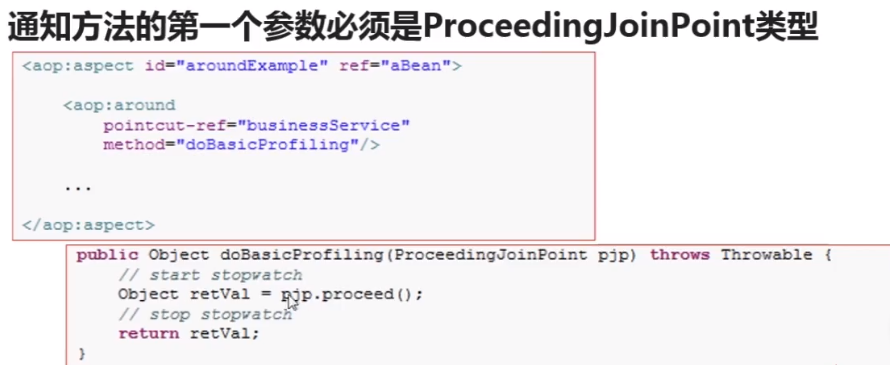 通知方法的第一个参数必须是ProceedingJoinPoint类型
<aop:aspect id="aroundExample" ref="aBean">
<aop:around
pointcut-ref="businessService"
method="doBasicProfiling"/>
...
</aop:aspect>
public Object doBasicProfiling(ProceedingJoinPoint pjp) throws Throwable {
// start stopwatch
Object retVal = pjp.proceed();
// stop stopwatch
return retVal;
}